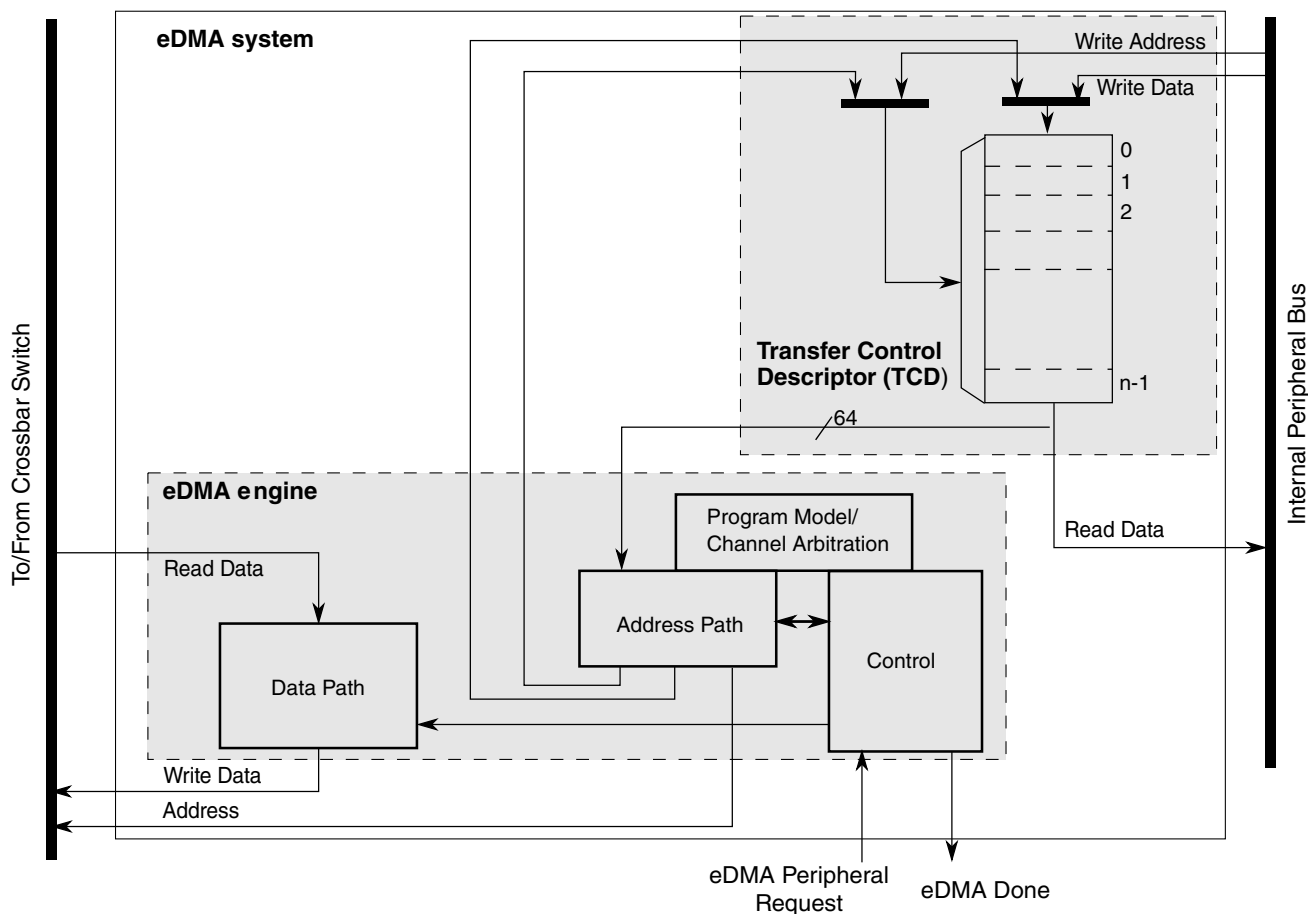 eDMA system
Write Address
Write Data
0
1
2
n-1
Transfer Control
Descriptor (TCD)
64
eDMA engine
Program Model/
Channel Arbitration
Read Data
Read Data
Address Path
Control
Data Path
Write Data
Address
eDMA Peripheral
Request
eDMA Done
To/From Crossbar Switch
Internal Peripheral Bus